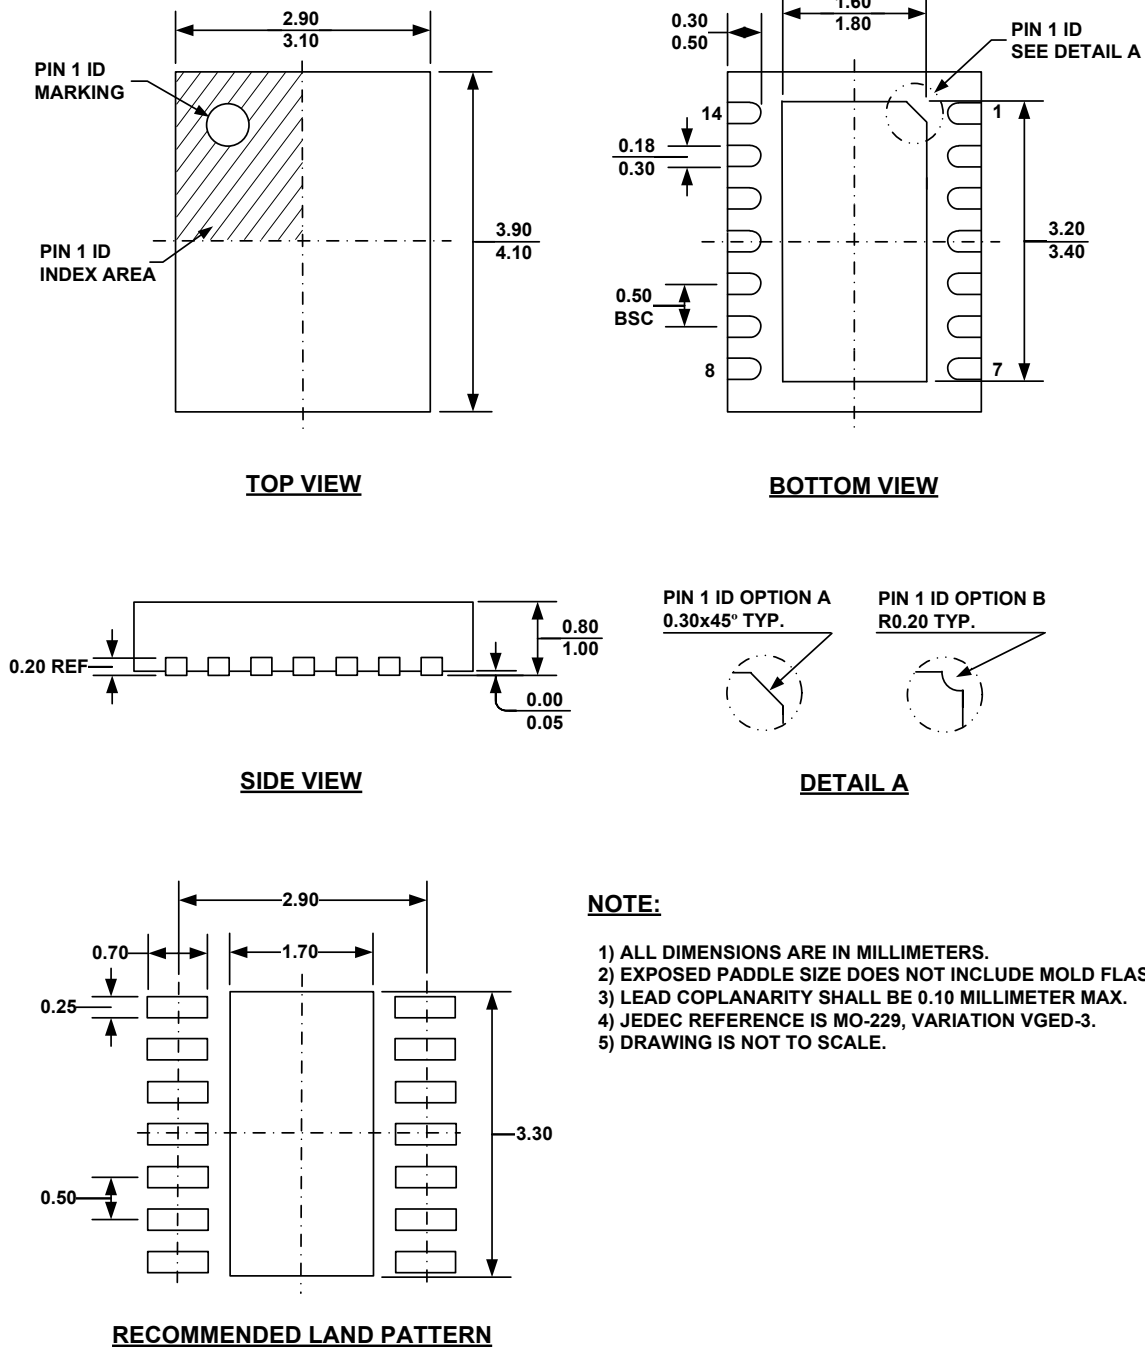 2.90
3.10
PIN 1 ID
MARKING
PIN 1 ID
INDEX AREA
3.90
4.10
TOP VIEW
1.60
1.80
0.30
0.50
PIN 1 ID
SEE DETAIL A
14
1
0.18
0.30
3.20
3.40
0.50
BSC
8
7
BOTTOM VIEW
0.20 REF
0.80
1.00
0.00
0.05
SIDE VIEW
PIN 1 ID OPTION A
0.30x45º TYP.
PIN 1 ID OPTION B
R0.20 TYP.
DETAIL A
2.90
0.70
1.70
0.25
0.50
3.30
RECOMMENDED LAND PATTERN
NOTE:
1) ALL DIMENSIONS ARE IN MILLIMETERS.
2) EXPOSED PADDLE SIZE DOES NOT INCLUDE MOLD FLAS
3) LEAD COPLANARITY SHALL BE 0.10 MILLIMETER MAX.
4) JEDEC REFERENCE IS MO-229, VARIATION VGED-3.
5) DRAWING IS NOT TO SCALE.